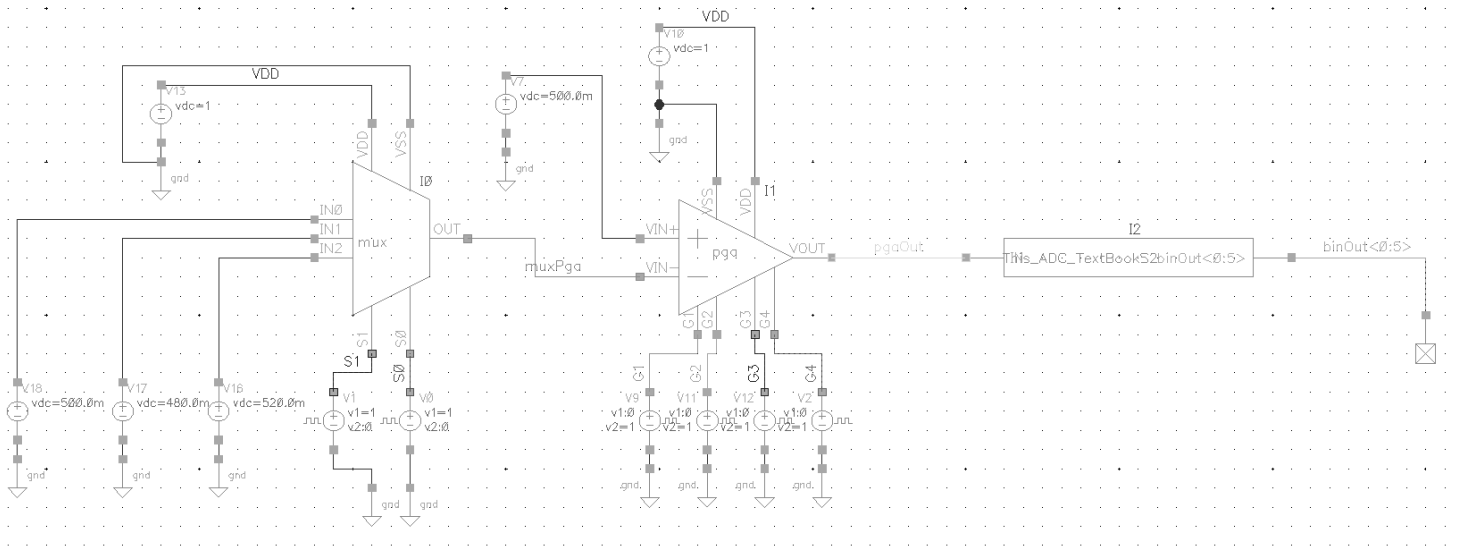 VDD
V10
vdc=1
VDD
V13
vdc=1
V7
vdc=500.0m
gnd
gnd
gnd
VDD
VSS
I0
VSS
VDD
I1
IN0
IN1
IN2
mux
OUT
muxPga
VIN+
VIN-
pga
VOUT
pgaOut
I2
_ADC_TextBookS2binOut<0:5>
binOut<0:5>
S1
S0
S1
S0
G1
G2
G3
G4
G1
G2
G3
G4
V18
vdc=500.0m
V17
vdc=480.0m
V16
vdc=520.0m
V1
v1=1
v2:0
V0
v1=1
v2:0
V9
v1:0
v2=1
V11
v1:0
v2=1
V12
v1:0
v2=1
V2
v1:0
v2=1
gnd
gnd
gnd
gnd
gnd
gnd
gnd
gnd
gnd